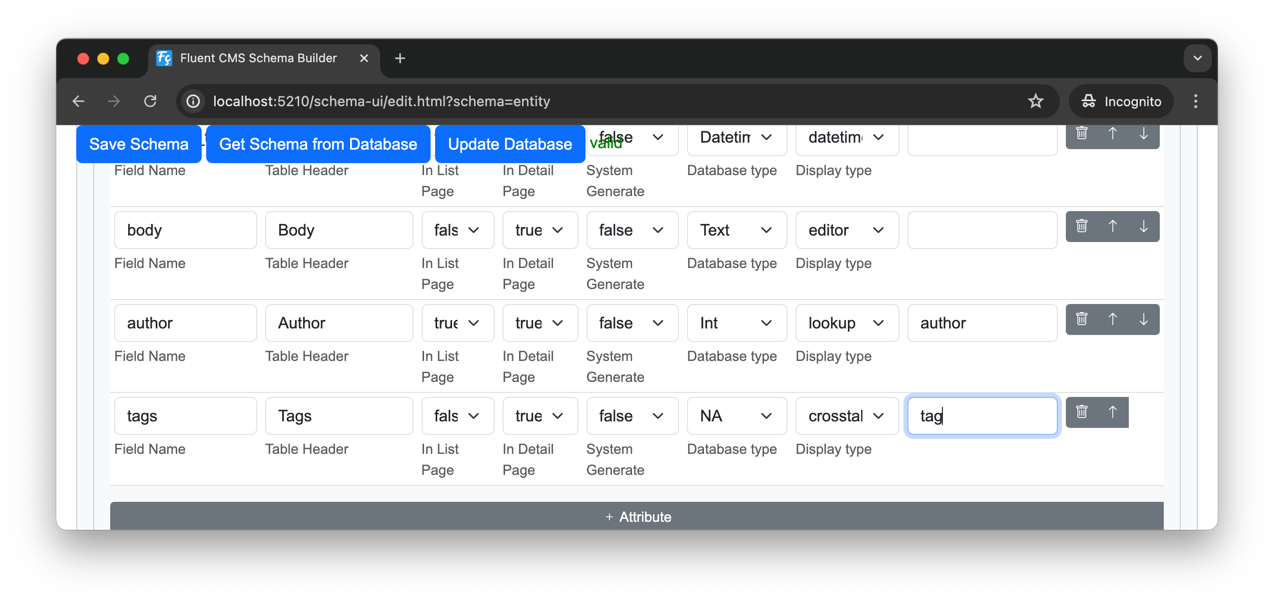 Fluent CMS Schema Builder
localhost:5210/schema-ui/edit.html?schema=entity
Incognito
Save Schema Get Schema from Database Update Database valid false Datetim datetim
Field Name Table Header In List Page In Detail Page System Generate Database type Display type
body Body fals true false Text editor
Field Name Table Header In List Page In Detail Page System Generate Database type Display type
author Author true true false Int lookup author
Field Name Table Header In List Page In Detail Page System Generate Database type Display type
tags Tags fals true false NA crosstal tag
Field Name Table Header In List Page In Detail Page System Generate Database type Display type
+ Attribute